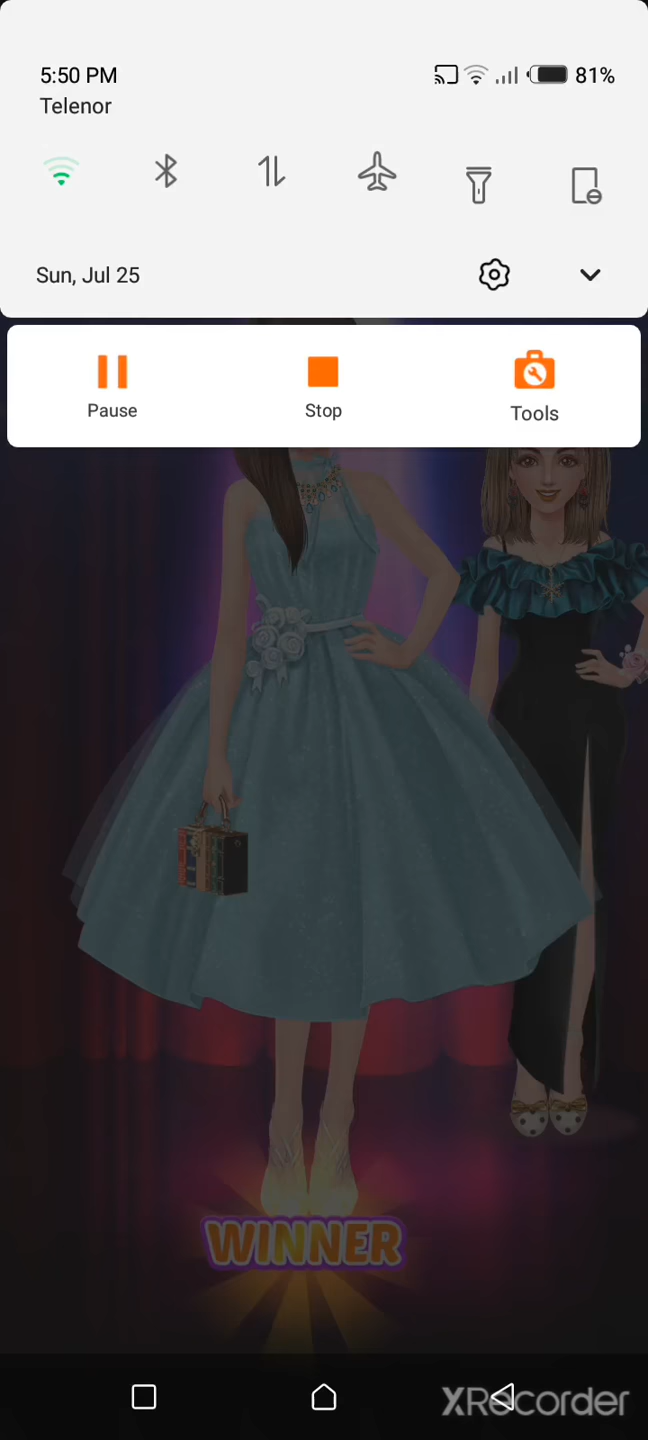 5:50 PM
81%
Telenor
Sun, Jul 25
Pause
Stop
Tools
WINNER
XRecorder